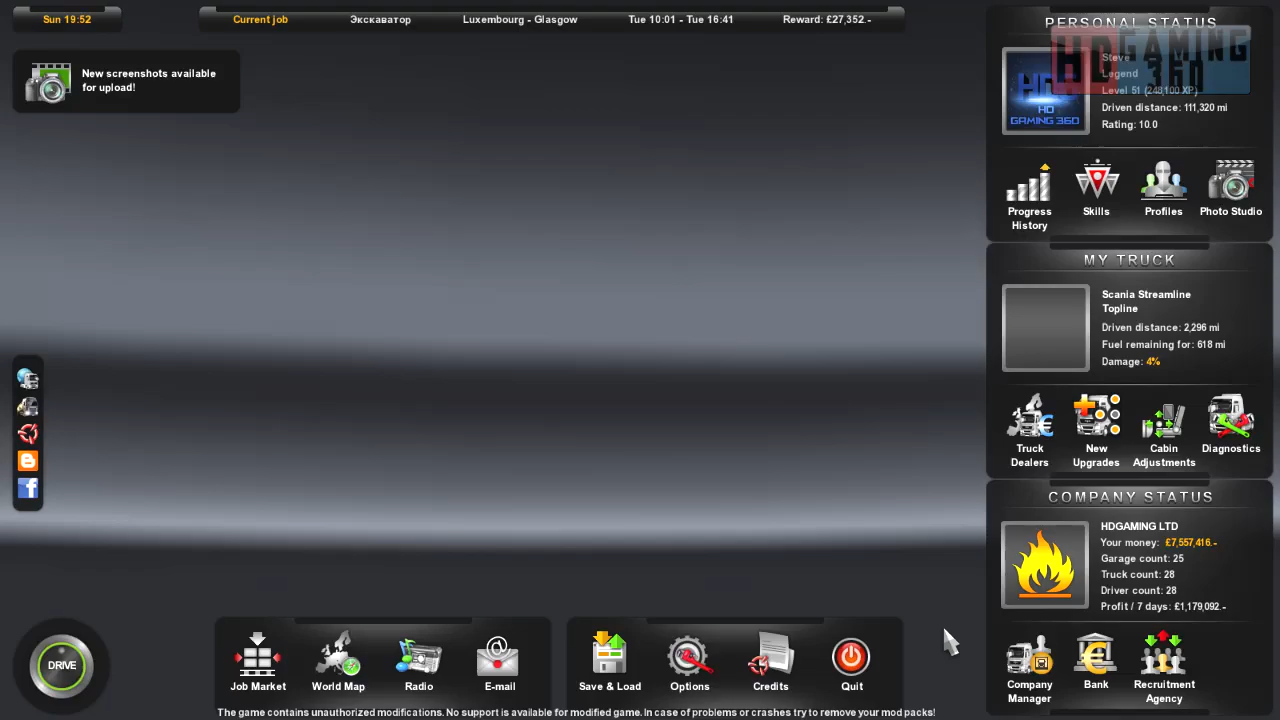 Sun 19:52
Current job Экскаватор Luxembourg - Glasgow Tue 10:01 - Tue 16:41 Reward: £27,352.-
New screenshots available
for upload!
PERSONAL STATUS
HD GAMING 360
HD
HD
GAMING 360
Steve
Legend
Level 51 (248,100 XP)
Driven distance: 111,320 mi
Rating: 10.0
Progress History
Skills
Profiles
Photo Studio
MY TRUCK
Scania Streamline
Topline
Driven distance: 2,296 mi
Fuel remaining for: 618 mi
Damage: 4%
Truck Dealers
New Upgrades
Cabin Adjustments
Diagnostics
COMPANY STATUS
HDGAMING LTD
Your money: £7,557,416.-
Garage count: 25
Truck count: 28
Driver count: 28
Profit / 7 days: £1,179,092.-
Company Manager
Bank
Recruitment Agency
DRIVE
Job Market
World Map
Radio
E-mail
Save & Load
Options
Credits
Quit
The game contains unauthorized modifications. No support is available for modified game. In case of problems or crashes try to remove your mod packs!